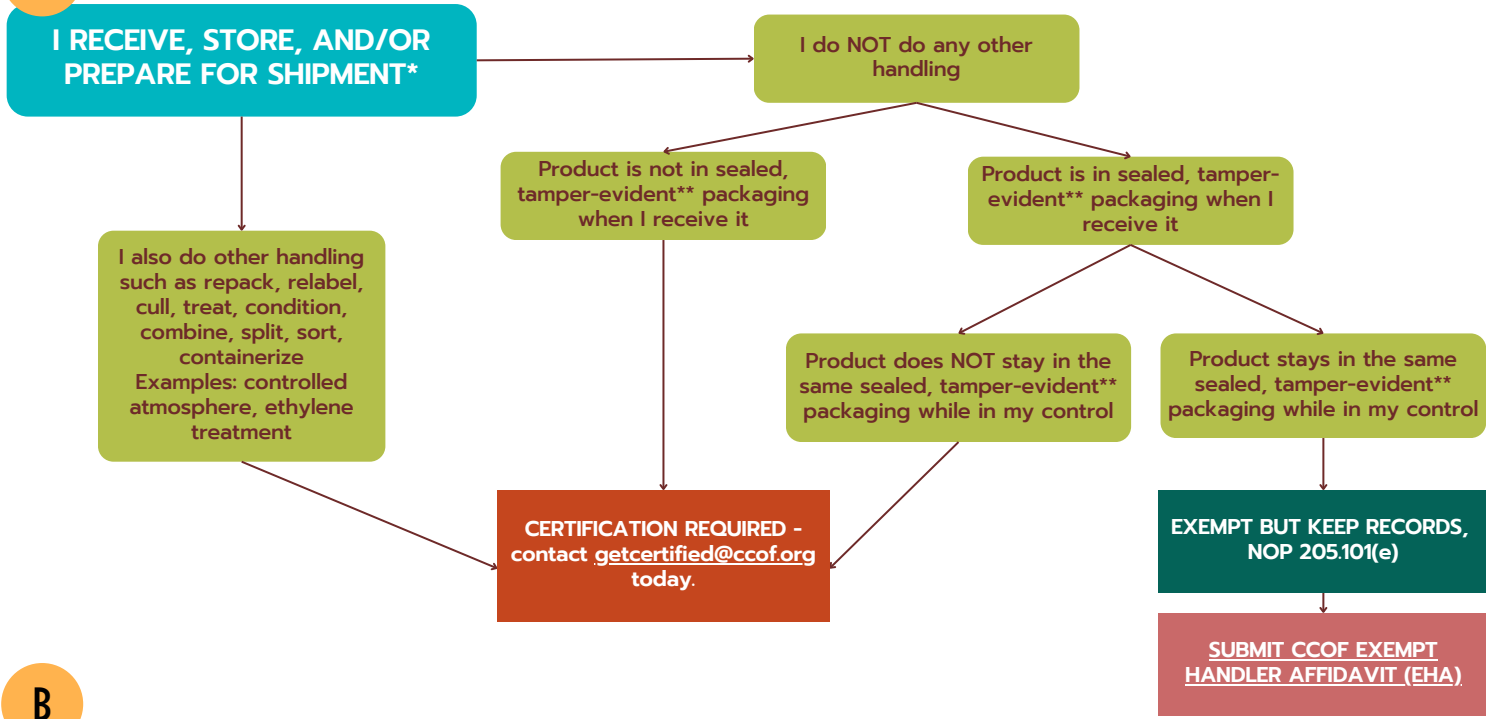 I RECEIVE, STORE, AND/OR
PREPARE FOR SHIPMENT*
I do NOT do any other
handling
Product is not in sealed,
tamper-evident** packaging
when I receive it
Product is in sealed, tamper-
evident** packaging when I
receive it
I also do other handling
such as repack, relabel,
cull, treat, condition,
combine, split, sort,
containerize
Examples: controlled
atmosphere, ethylene
treatment
Product does NOT stay in the
same sealed, tamper-evident**
packaging while in my control
Product stays in the same
sealed, tamper-evident**
packaging while in my control
CERTIFICATION REQUIRED -
contact getcertified@ccof.org
today.
EXEMPT BUT KEEP RECORDS,
NOP 205.101(e)
SUBMIT CCOF EXEMPT
HANDLER AFFIDAVIT (EHA)
B